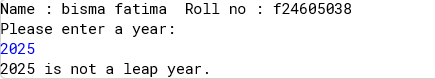 Name : bisma fatima  Roll no : f24605038
Please enter a year:
2025
2025 is not a leap year.